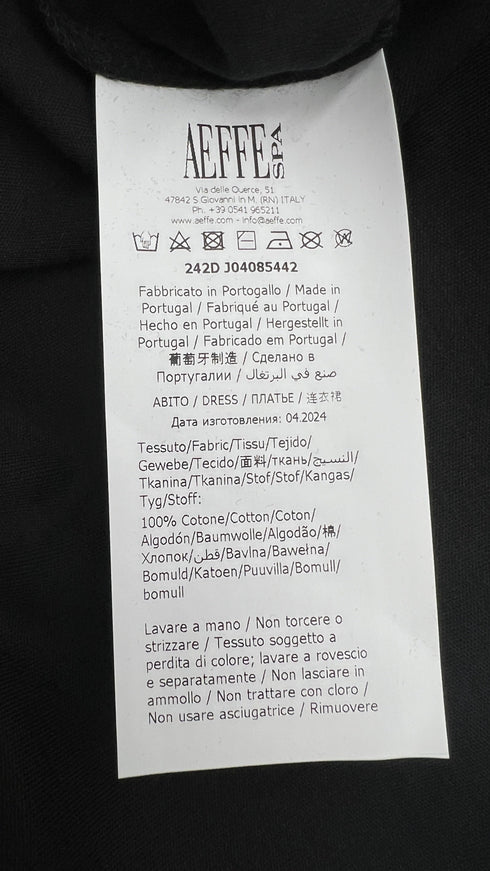 AEFFE SPA
Via delle Querce, 51
47842 S Giovanni in M. (RN) ITALY
Ph. +39 0541 965211
www.aeffe.com - info@aeffe.com
242D J04085442
Fabbricato in Portogallo / Made in
Portugal / Fabriqué au Portugal /
Hecho en Portugal / Hergestellt in
Portugal / Fabricado em Portugal /
葡萄牙制造 / Сделано в
Португалии / صنع في البرتغال
ABITO / DRESS / ПЛАТЬЕ / 连衣裙
Дата изготовления: 04.2024
Tessuto/Fabric/Tissu/Tejido/
Gewebe/Tecido/面料/ткань/النسيج/
Tkanina/Tkanina/Stof/Stof/Kangas/
Tyg/Stoff:
100% Cotone/Cotton/Coton/
Algodón/Baumwolle/Algodão/棉/
Хлопок/قطن/Bavlna/Bawełna/
Bomuld/Katoen/Puuvilla/Bomull/
bomull
Lavare a mano / Non torcere o
strizzare / Tessuto soggetto a
perdita di colore; lavare a rovescio
e separatamente / Non lasciare in
ammollo / Non trattare con cloro /
Non usare asciugatrice / Rimuovere